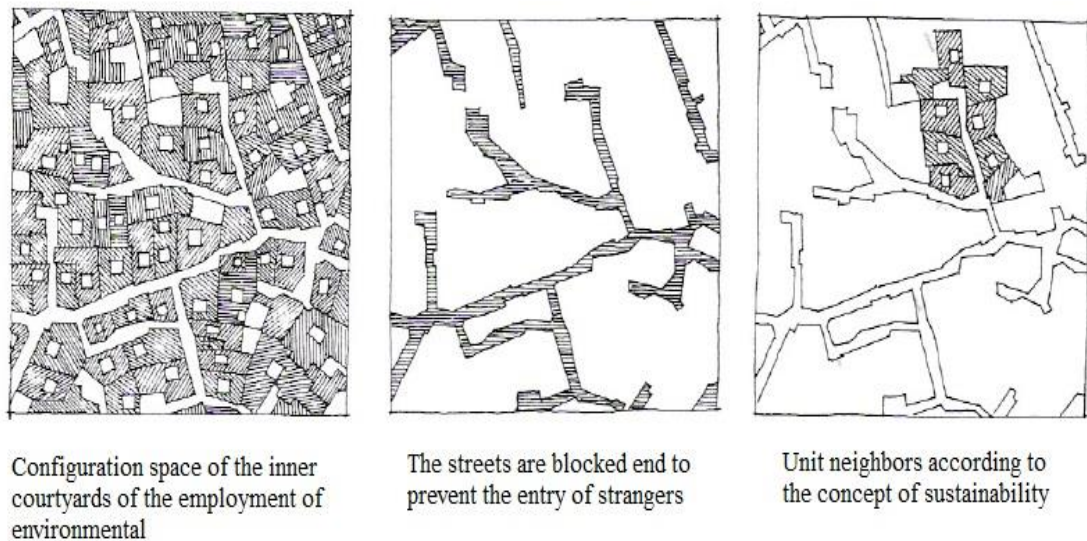 Configuration space of the inner
courtyards of the employment of
environmental
The streets are blocked end to
prevent the entry of strangers
Unit neighbors according to
the concept of sustainability